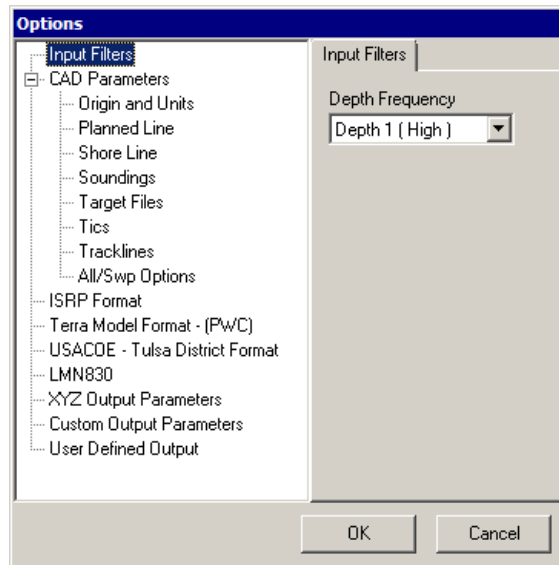 Options
Input Filters
CAD Parameters
Origin and Units
Planned Line
Shore Line
Soundings
Target Files
Tics
Tracklines
All/Swp Options
ISRP Format
Terra Model Format - (PWC)
USACOE - Tulsa District Format
LMN830
XYZ Output Parameters
Custom Output Parameters
User Defined Output
Input Filters
Depth Frequency
Depth 1 ( High )
OK
Cancel